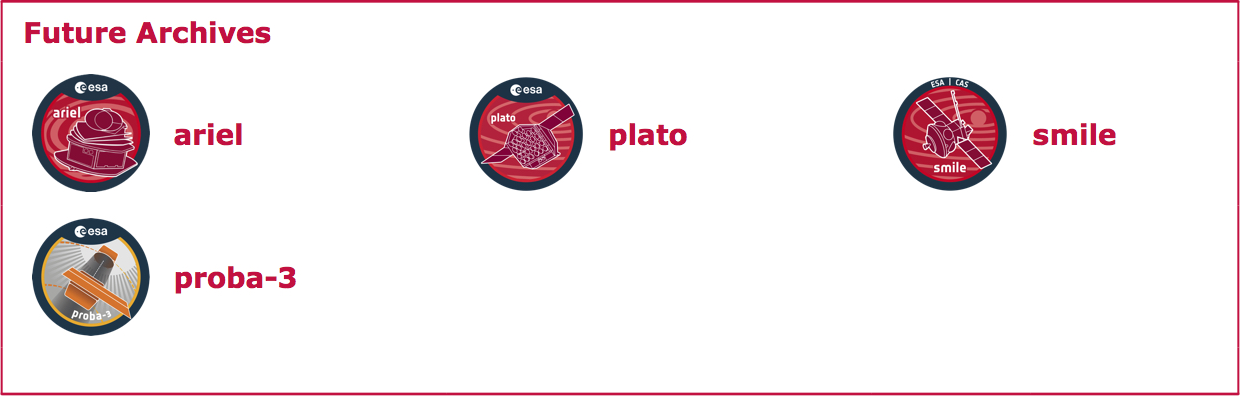 Future Archives
esa
ariel
ariel
esa
plato
plato
ESA | CAS
smile
smile
esa
proba-3
proba-3